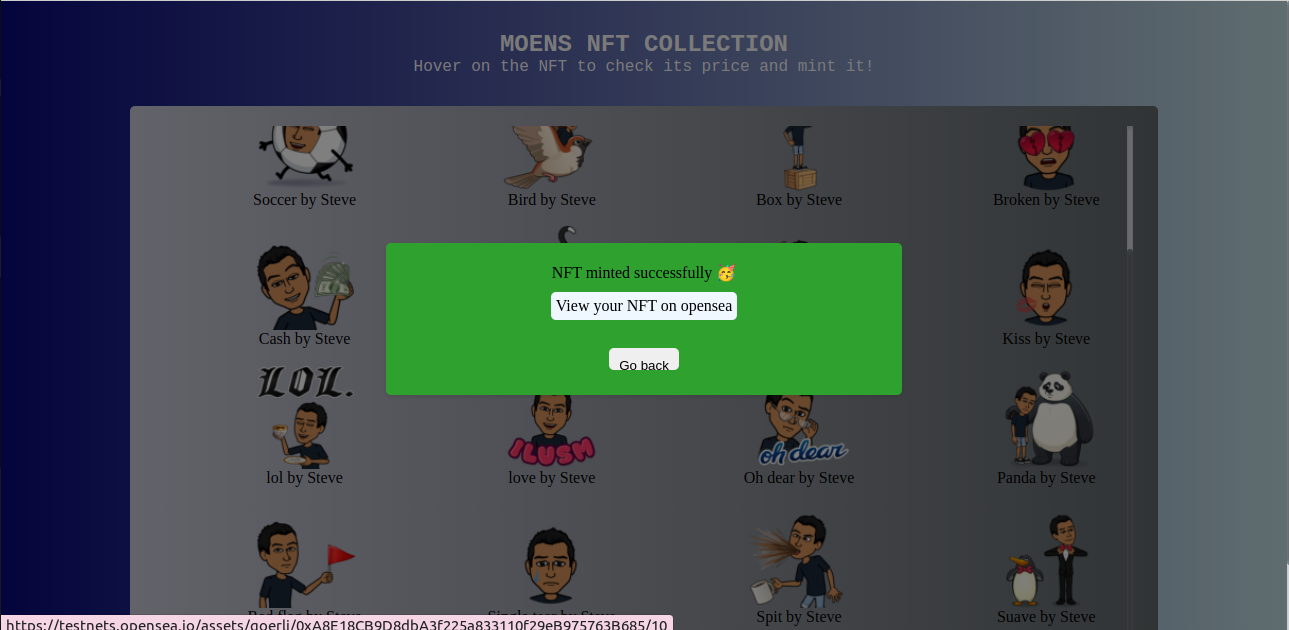 MOENS NFT COLLECTION
Hover on the NFT to check its price and mint it!
Soccer by Steve
Bird by Steve
Box by Steve
Broken by Steve
NFT minted successfully 🥳
View your NFT on opensea
Go back
Cash by Steve
Kiss by Steve
LOL.
ILUSM
oh dear
lol by Steve
love by Steve
Oh dear by Steve
Panda by Steve
Red flag by Steve
Single tear by Steve
Spit by Steve
Suave by Steve
https://testnets.opensea.io/assets/goerli/0xA8E18CB9D8dbA3f225a833110f29eB975763B685/10